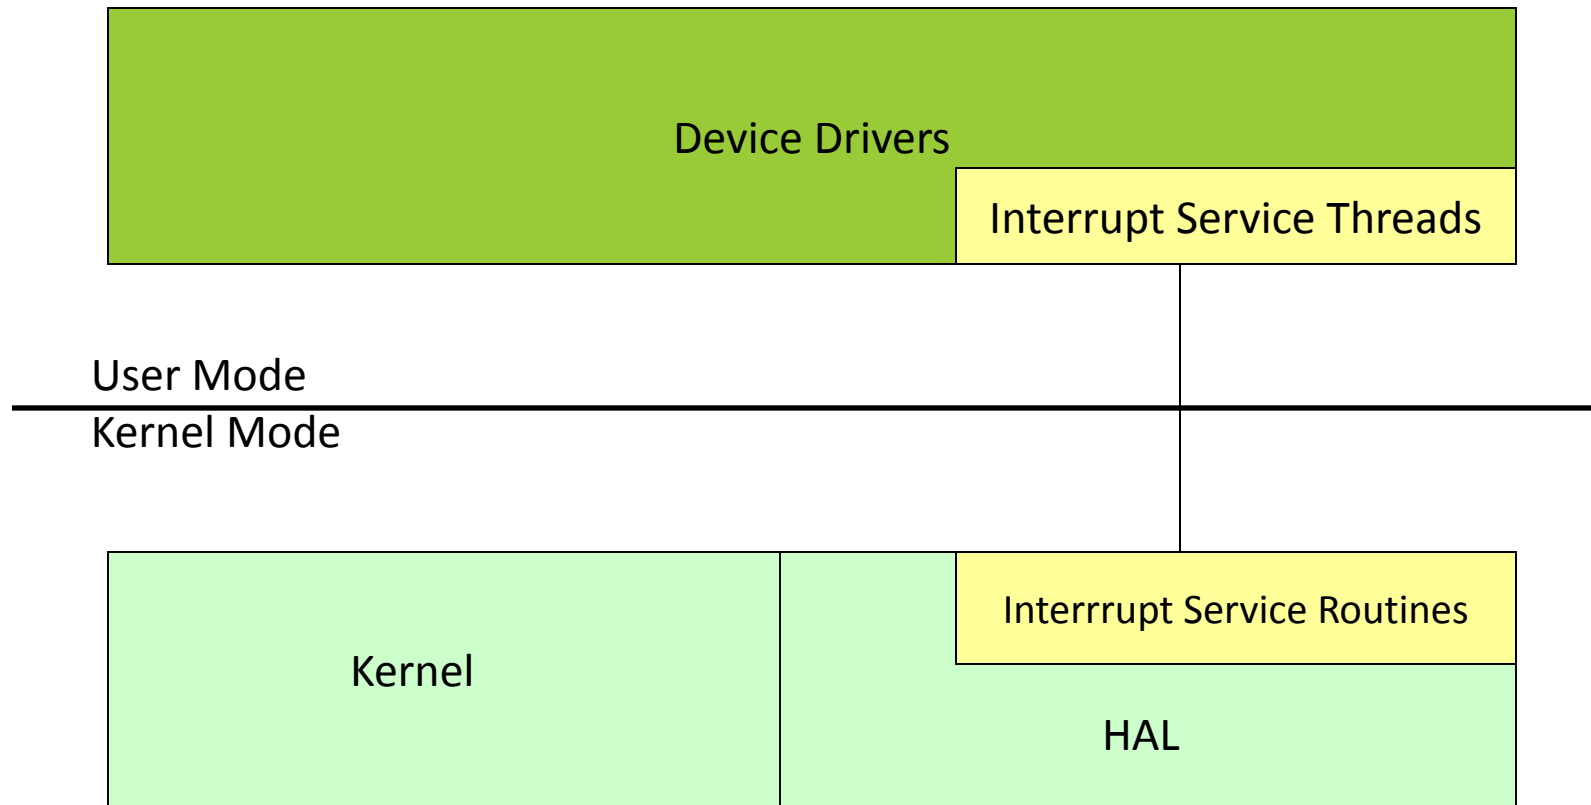 Device Drivers
Interrupt Service Threads
User Mode
Kernel Mode
Interrrupt Service Routines
Kernel
HAL